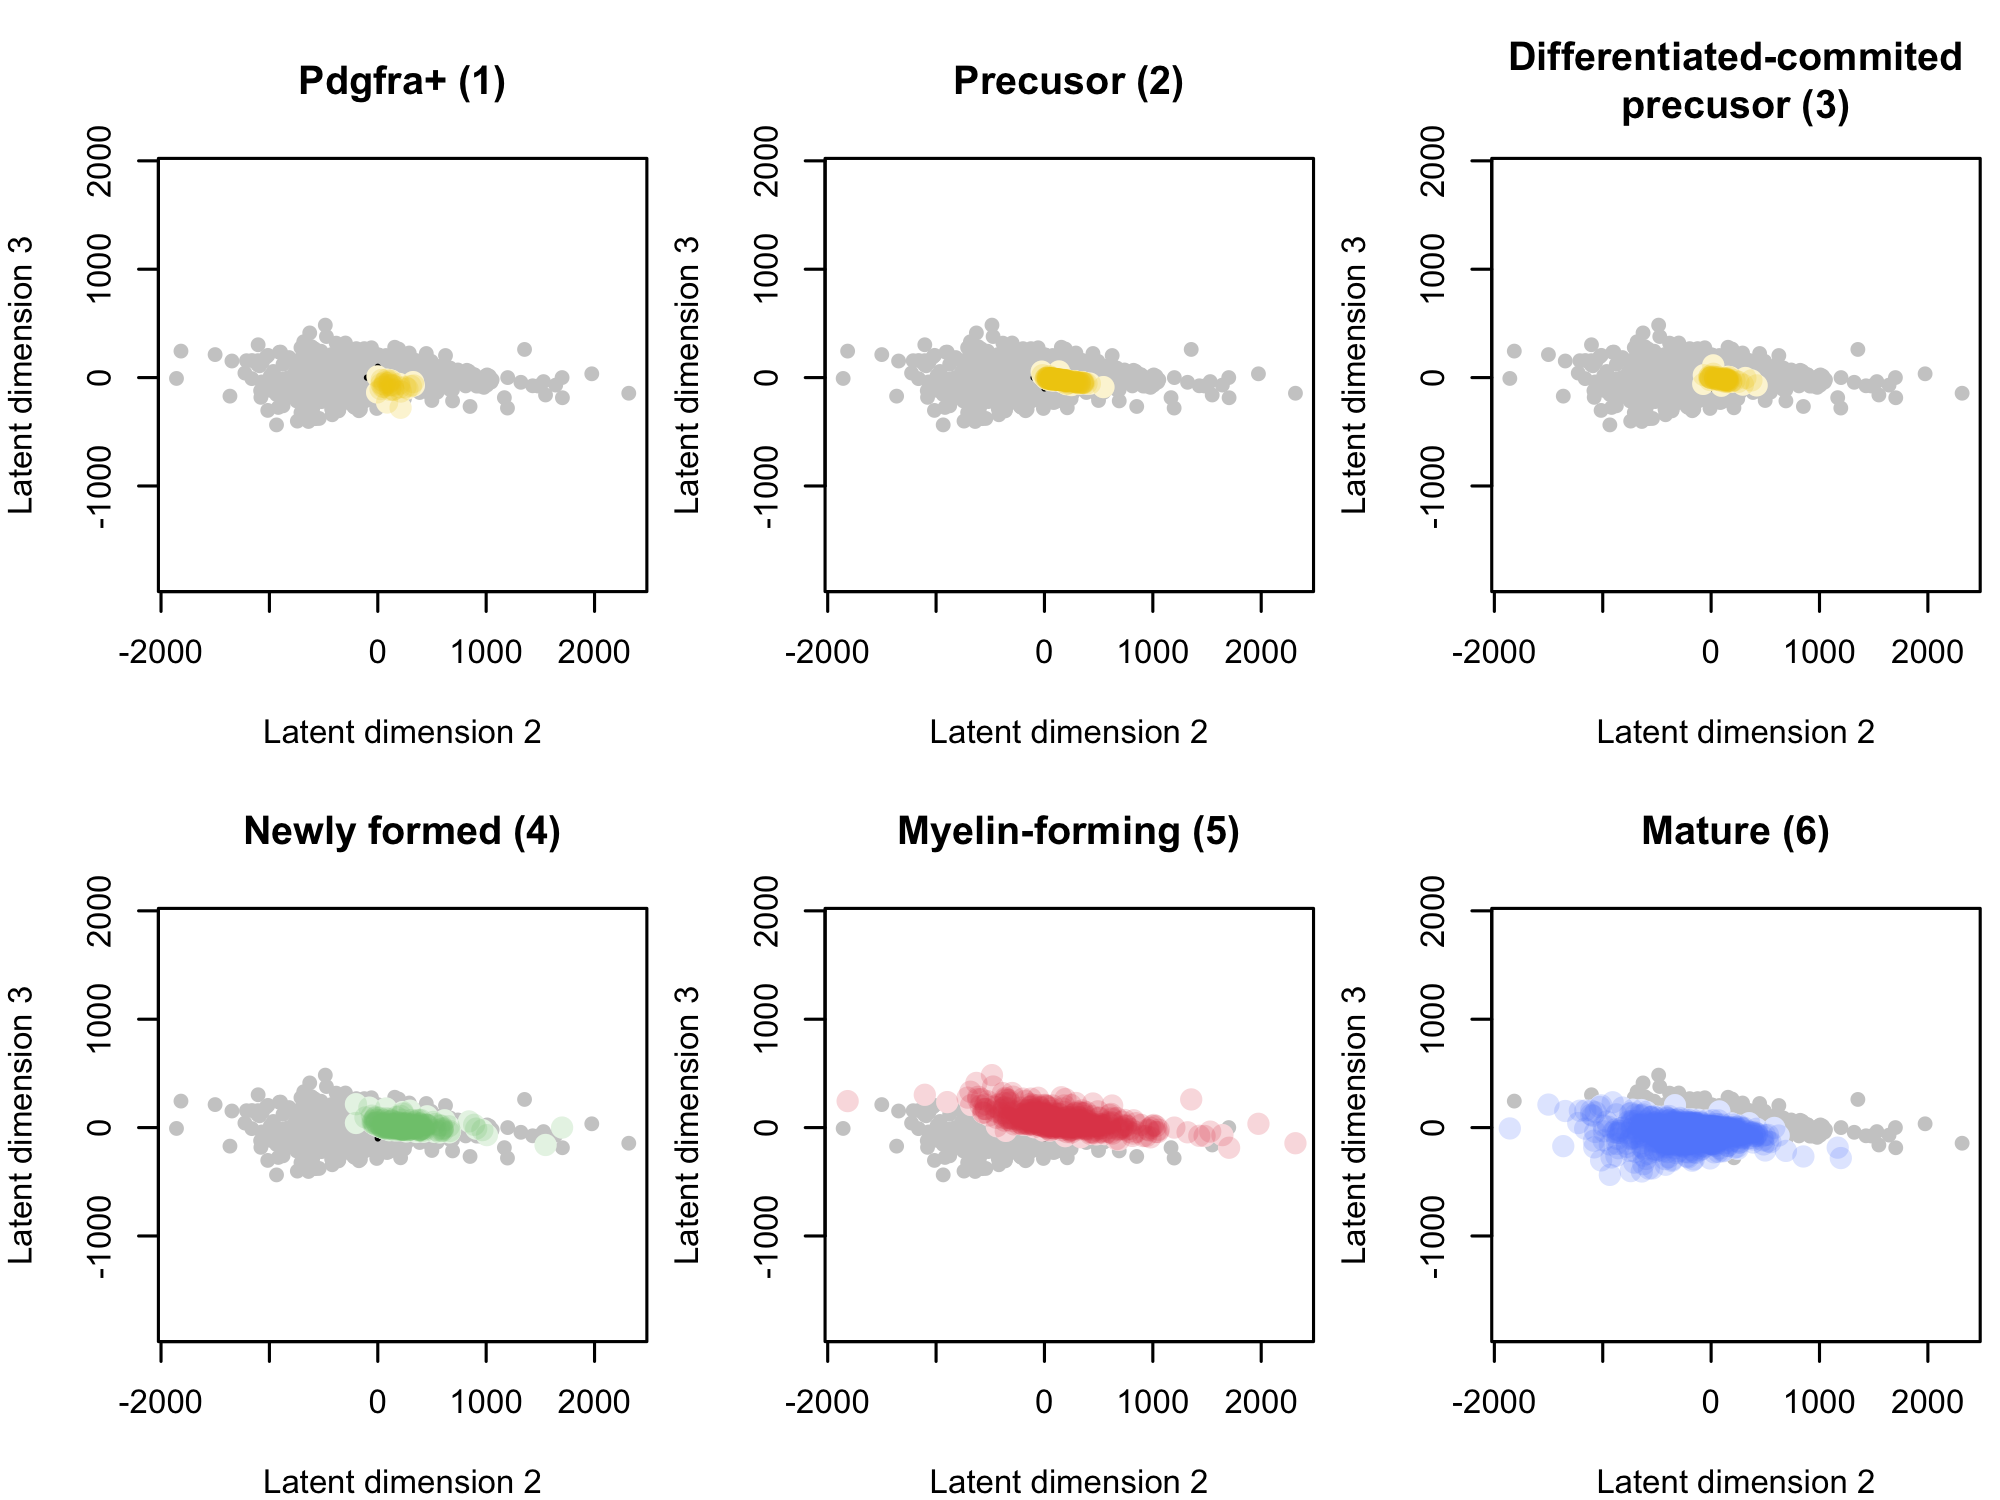 Pdgfra+ (1)
Latent dimension 3
2000
1000
0
-1000
-2000 0 1000 2000
Latent dimension 2
Precusor (2)
Latent dimension 3
2000
1000
0
-1000
-2000 0 1000 2000
Latent dimension 2
Differentiated-commited
precusor (3)
Latent dimension 3
2000
1000
0
-1000
-2000 0 1000 2000
Latent dimension 2
Newly formed (4)
Latent dimension 3
2000
1000
0
-1000
-2000 0 1000 2000
Latent dimension 2
Myelin-forming (5)
Latent dimension 3
2000
1000
0
-1000
-2000 0 1000 2000
Latent dimension 2
Mature (6)
Latent dimension 3
2000
1000
0
-1000
-2000 0 1000 2000
Latent dimension 2